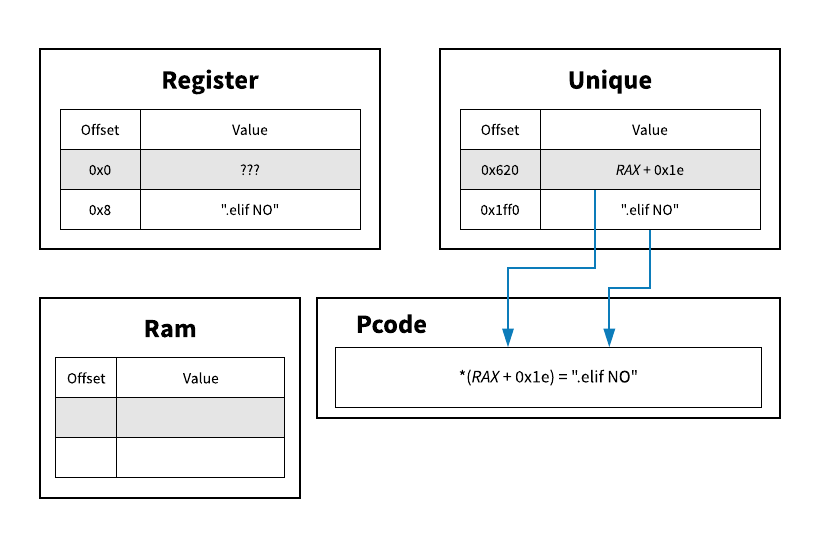 Register
Offset Value
0x0 ???
0x8 ".elif NO"
Unique
Offset Value
0x620 RAX + 0x1e
0x1ff0 ".elif NO"
Ram
Offset Value
Pcode
*(RAX + 0x1e) = ".elif NO"